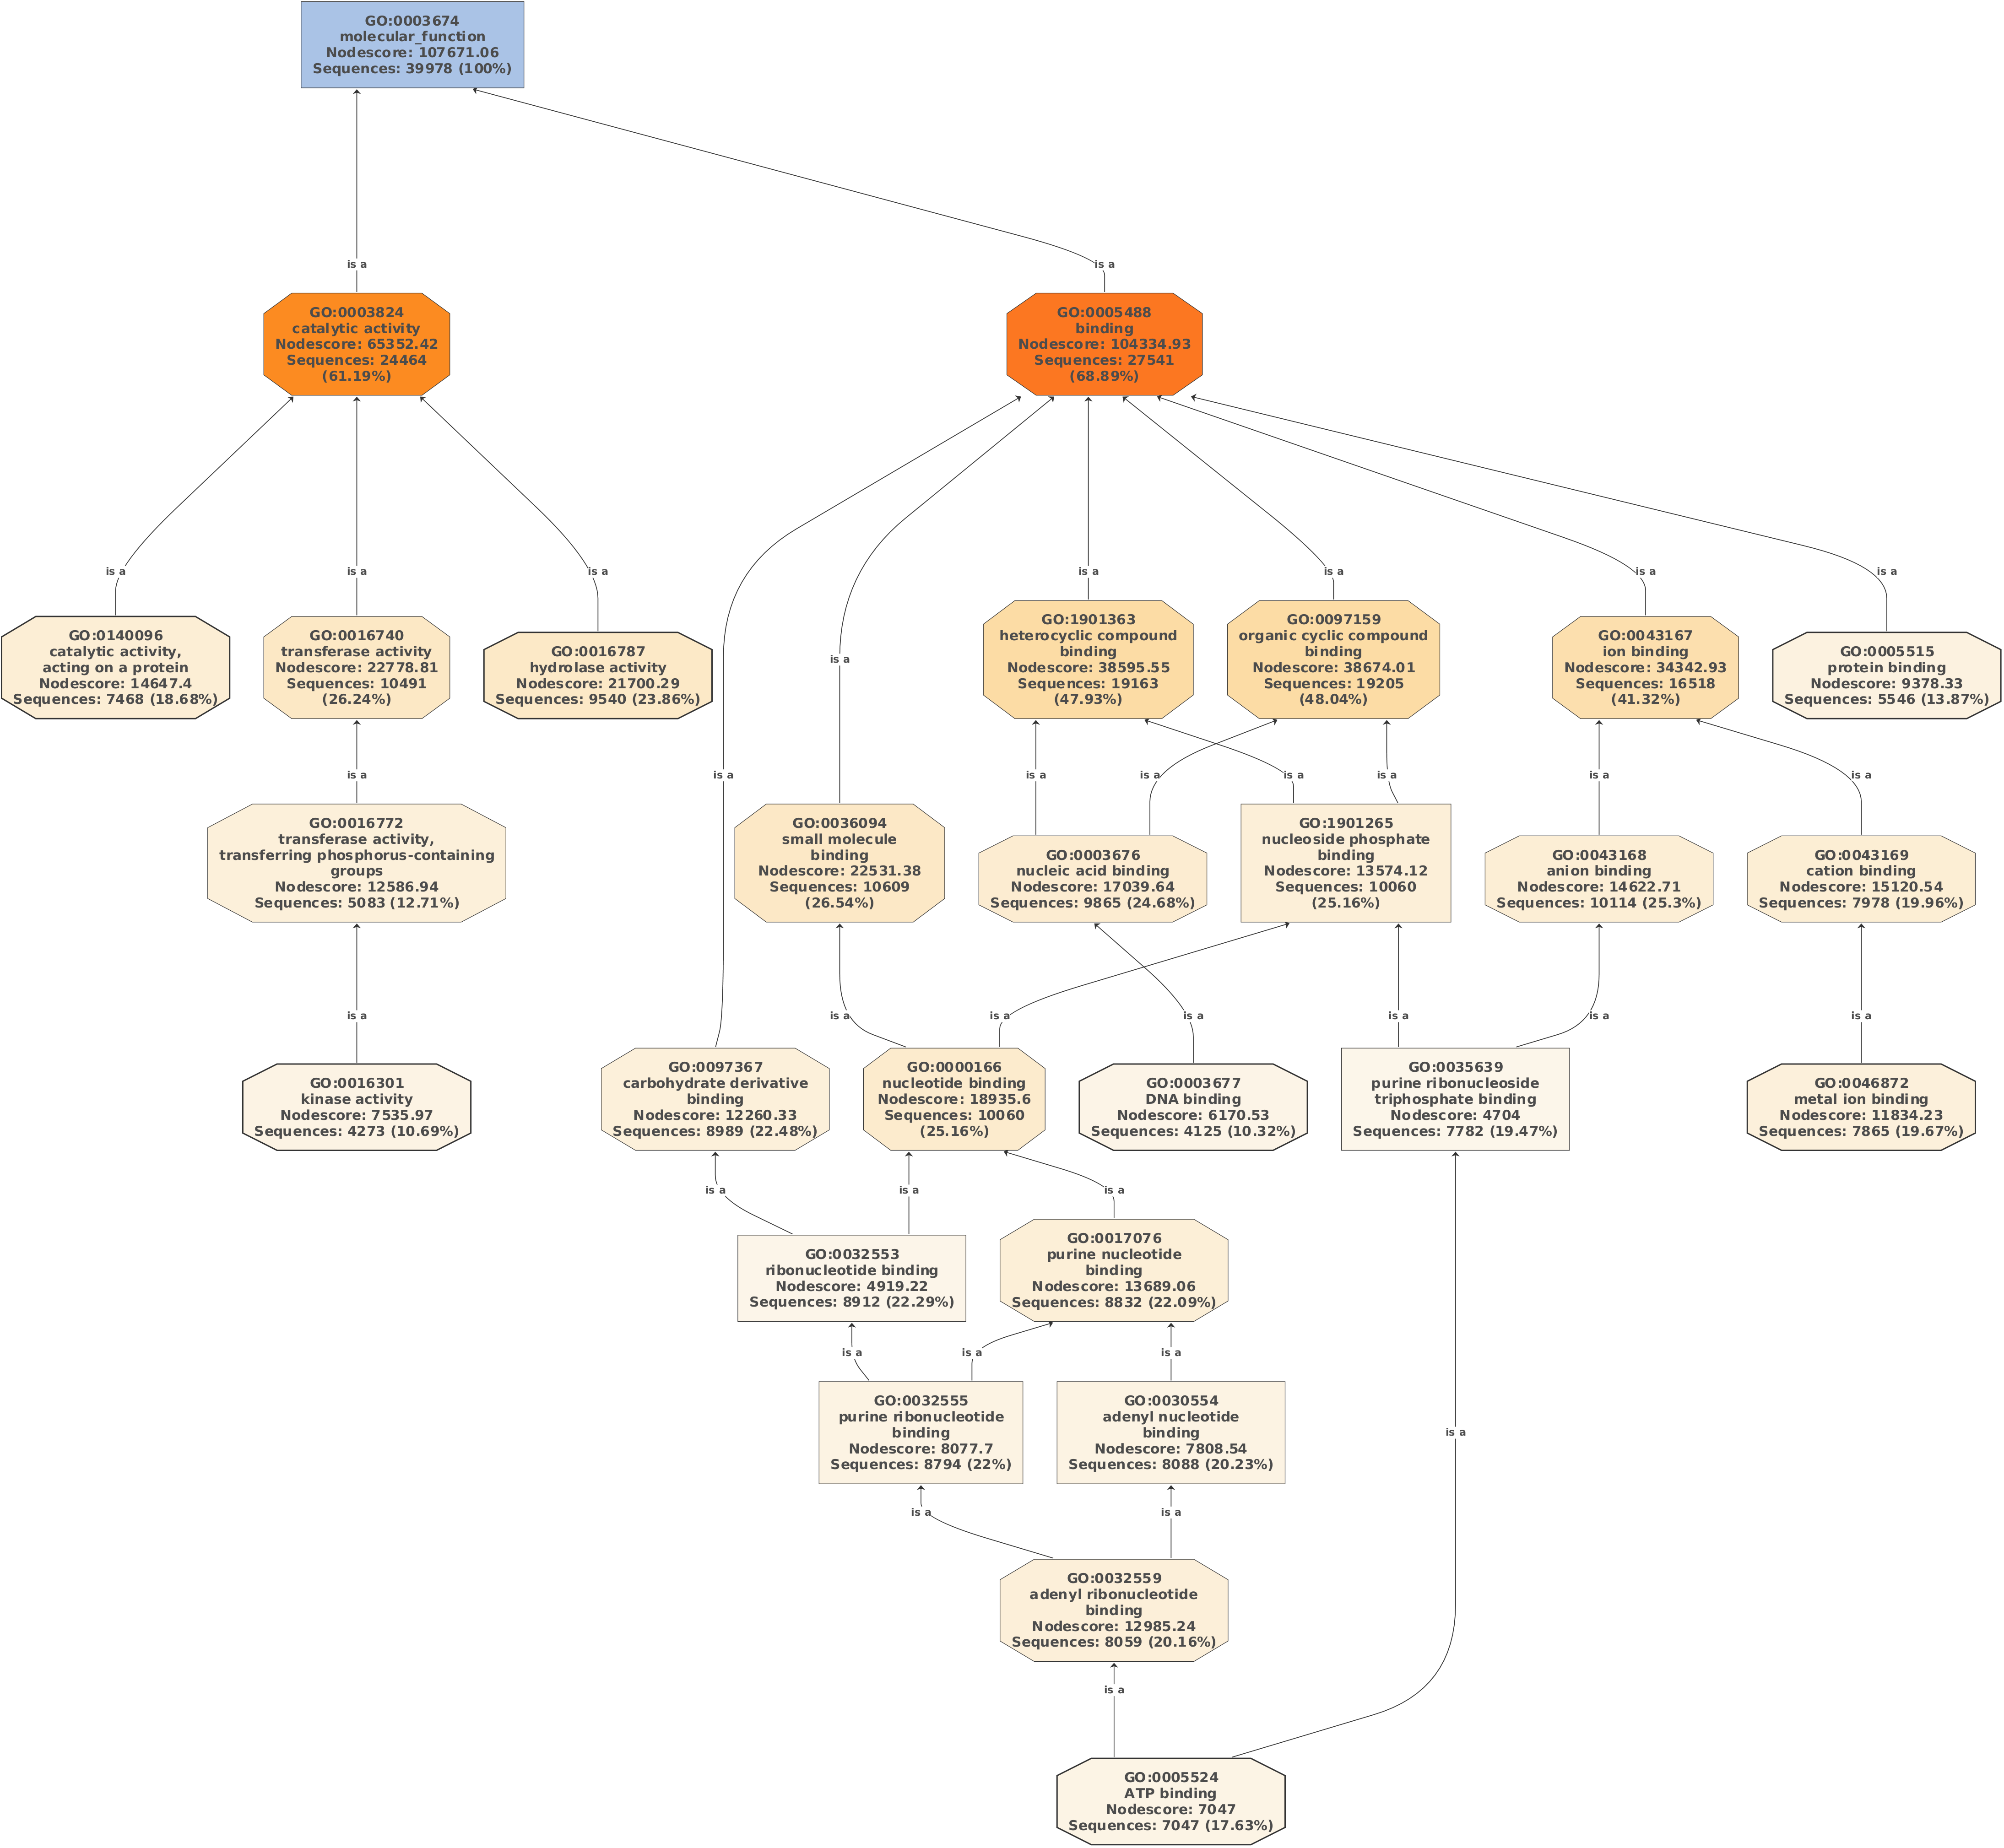 GO:0003674
molecular_function
Nodescore: 107671.06
Sequences: 39978 (100%)
is a
is a
GO:0003824
catalytic activity
Nodescore: 65352.42
Sequences: 24464
(61.19%)
GO:0005488
binding
Nodescore: 104334.93
Sequences: 27541
(68.89%)
is a
is a
is a
is a
is a
is a
is a
is a
GO:0140096
catalytic activity,
acting on a protein
Nodescore: 14647.4
Sequences: 7468 (18.68%)
GO:0016740
transferase activity
Nodescore: 22778.81
Sequences: 10491
(26.24%)
GO:0016787
hydrolase activity
Nodescore: 21700.29
Sequences: 9540 (23.86%)
GO:1901363
heterocyclic compound
binding
Nodescore: 38595.55
Sequences: 19163
(47.93%)
GO:0097159
organic cyclic compound
binding
Nodescore: 38674.01
Sequences: 19205
(48.04%)
GO:0043167
ion binding
Nodescore: 34342.93
Sequences: 16518
(41.32%)
GO:0005515
protein binding
Nodescore: 9378.33
Sequences: 5546 (13.87%)
is a
is a
is a
is a
is a
is a
is a
is a
GO:0016772
transferase activity,
transferring phosphorus-containing
groups
Nodescore: 12586.94
Sequences: 5083 (12.71%)
GO:0036094
small molecule
binding
Nodescore: 22531.38
Sequences: 10609
(26.54%)
GO:0003676
nucleic acid binding
Nodescore: 17039.64
Sequences: 9865 (24.68%)
GO:1901265
nucleoside phosphate
binding
Nodescore: 13574.12
Sequences: 10060
(25.16%)
GO:0043168
anion binding
Nodescore: 14622.71
Sequences: 10114 (25.3%)
GO:0043169
cation binding
Nodescore: 15120.54
Sequences: 7978 (19.96%)
is a
is a
is a
is a
is a
is a
is a
GO:0016301
kinase activity
Nodescore: 7535.97
Sequences: 4273 (10.69%)
GO:0097367
carbohydrate derivative
binding
Nodescore: 12260.33
Sequences: 8989 (22.48%)
GO:0000166
nucleotide binding
Nodescore: 18935.6
Sequences: 10060
(25.16%)
GO:0003677
DNA binding
Nodescore: 6170.53
Sequences: 4125 (10.32%)
GO:0035639
purine ribonucleoside
triphosphate binding
Nodescore: 4704
Sequences: 7782 (19.47%)
GO:0046872
metal ion binding
Nodescore: 11834.23
Sequences: 7865 (19.67%)
is a
is a
is a
GO:0032553
ribonucleotide binding
Nodescore: 4919.22
Sequences: 8912 (22.29%)
GO:0017076
purine nucleotide
binding
Nodescore: 13689.06
Sequences: 8832 (22.09%)
is a
is a
is a
GO:0032555
purine ribonucleotide
binding
Nodescore: 8077.7
Sequences: 8794 (22%)
GO:0030554
adenyl nucleotide
binding
Nodescore: 7808.54
Sequences: 8088 (20.23%)
is a
is a
is a
GO:0032559
adenyl ribonucleotide
binding
Nodescore: 12985.24
Sequences: 8059 (20.16%)
is a
GO:0005524
ATP binding
Nodescore: 7047
Sequences: 7047 (17.63%)